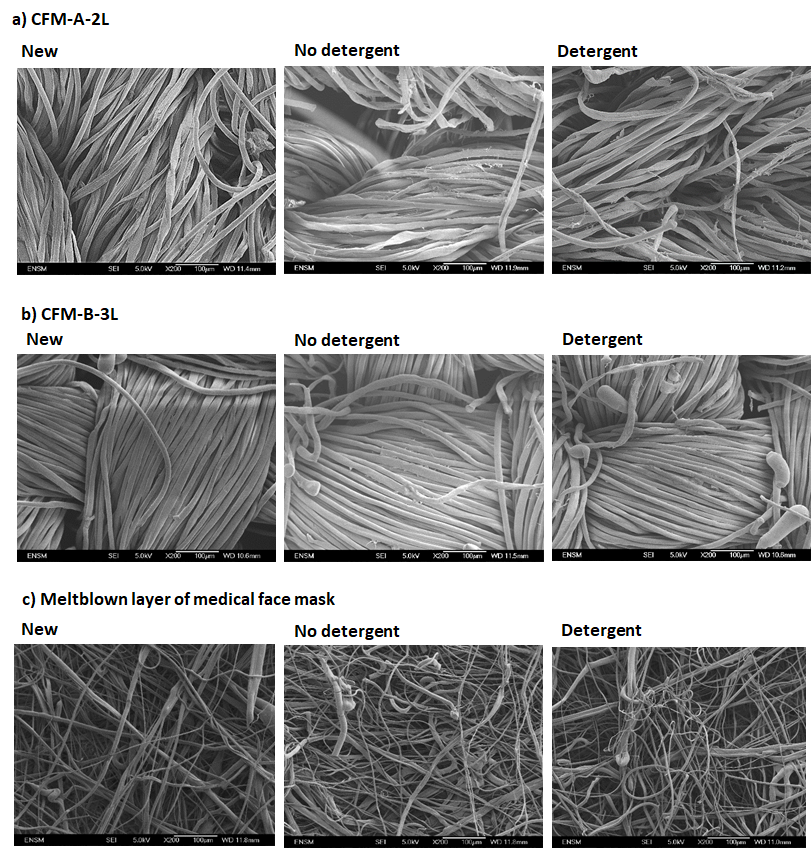 a) CFM-A-2L
New No detergent Detergent
ENSM SEI 5.0kV X200 100µm WD 11.4mm
ENSM SEI 5.0kV X200 100µm WD 11.9mm
ENSM SEI 5.0kV X200 100µm WD 11.2mm
b) CFM-B-3L
New No detergent Detergent
ENSM SEI 5.0kV X200 100µm WD 10.6mm
ENSM SEI 5.0kV X200 100µm WD 11.5mm
ENSM SEI 5.0kV X200 100µm WD 10.8mm
c) Meltblown layer of medical face mask
New No detergent Detergent
ENSM SEI 5.0kV X200 100µm WD 11.8mm
ENSM SEI 5.0kV X200 100µm WD 11.8mm
ENSM SEI 5.0kV X200 100µm WD 11.0mm